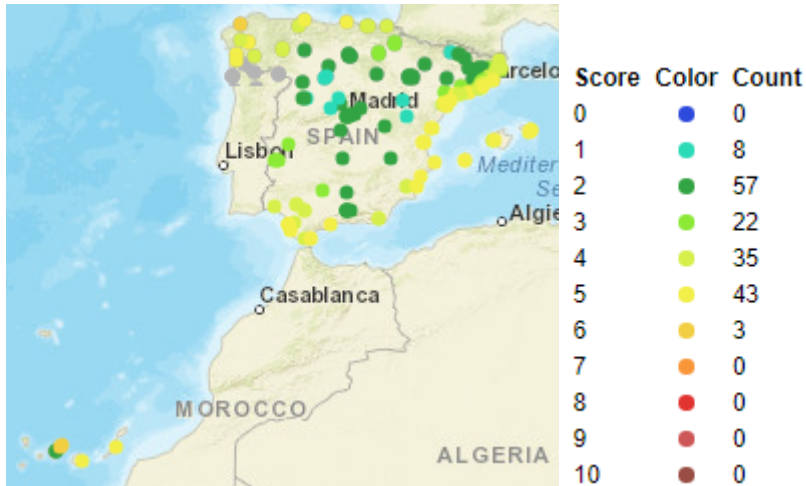 arcelo
Madrid
SPAIN
Lisbon
Mediter
Se
Algie
Casablanca
MOROCCO
ALGERIA
Score Color Count
0 0
1 8
2 57
3 22
4 35
5 43
6 3
7 0
8 0
9 0
10 0